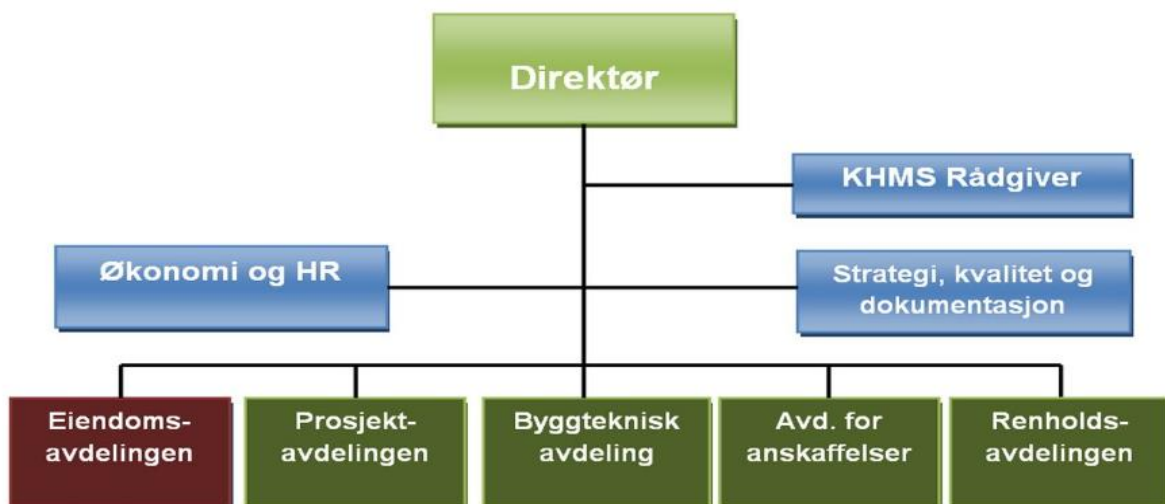 Direktør
KHMS Rådgiver
Økonomi og HR
Strategi, kvalitet og
dokumentasjon
Eiendoms-
avdelingen
Prosjekt-
avdelingen
Byggteknisk
avdeling
Avd. for
anskaffelser
Renholds-
avdelingen